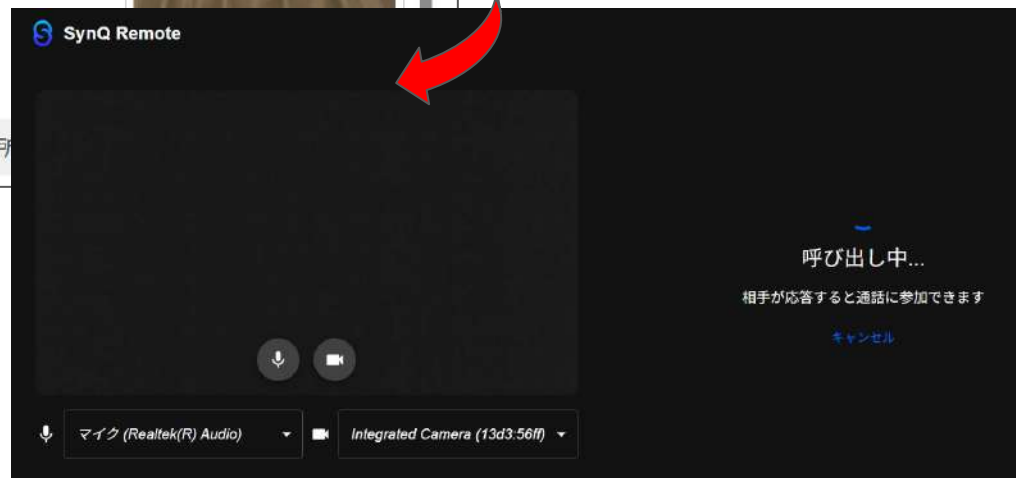 SynQ Remote
呼び出し中...
相手が応答すると通話に参加できます
キャンセル
マイク (Realtek(R) Audio)
Integrated Camera (13d3:56ff)